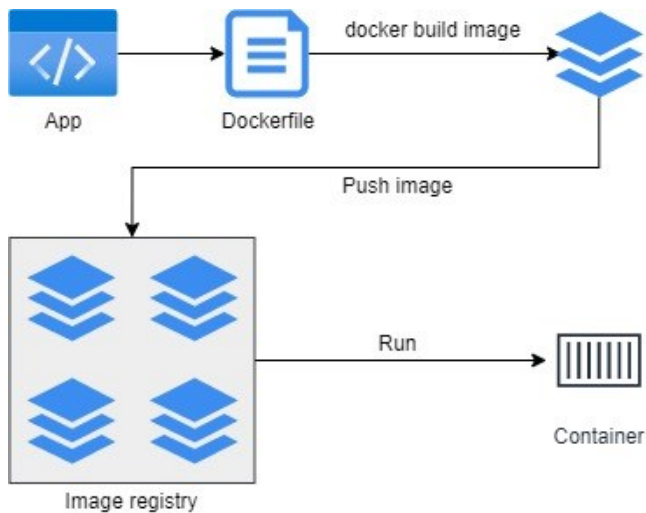 docker build image
App
Dockerfile
Push image
Run
Container
Image registry